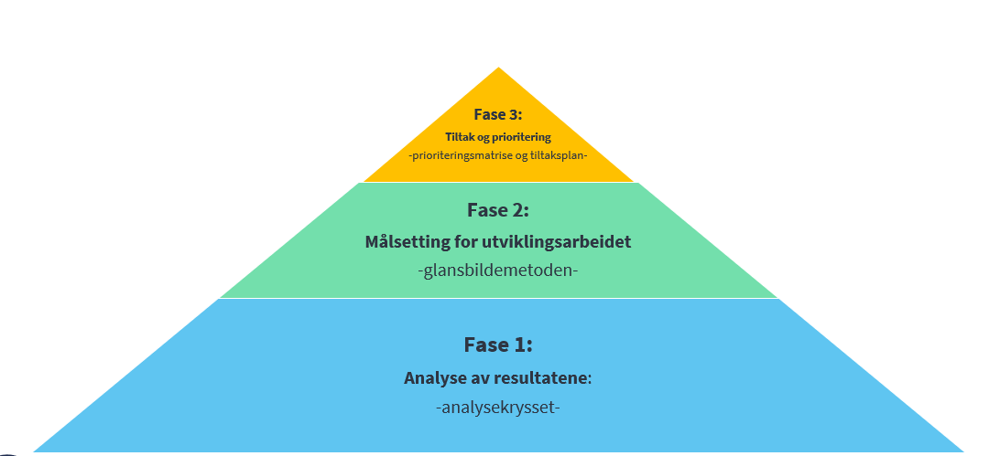 Fase 3:
Tiltak og prioritering
-prioriteringsmatrise og tiltaksplan-
Fase 2:
Målsetting for utviklingsarbeidet
-glansbildemetoden-
Fase 1:
Analyse av resultatene:
-analysekrysset-